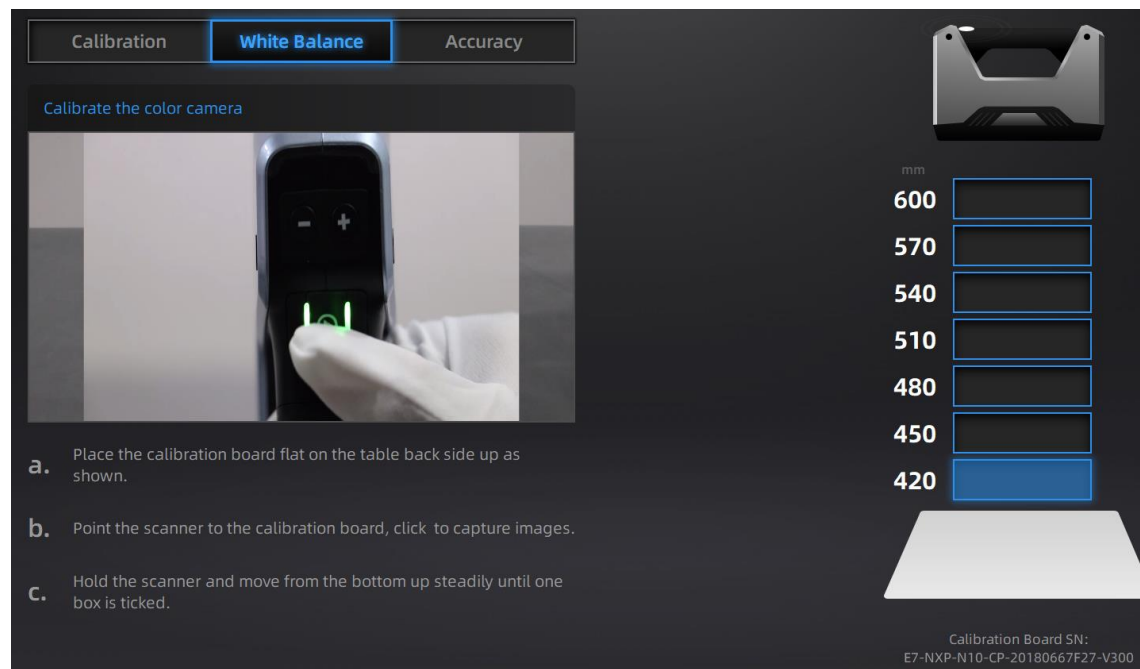 Calibration
White Balance
Accuracy
Calibrate the color camera
- +
a.
Place the calibration board flat on the table back side up as
shown.
b.
Point the scanner to the calibration board, click to capture images.
c.
Hold the scanner and move from the bottom up steadily until one
box is ticked.
mm
600
570
540
510
480
450
420
Calibration Board SN:
E7-NXP-N10-CP-20180667F27-V300